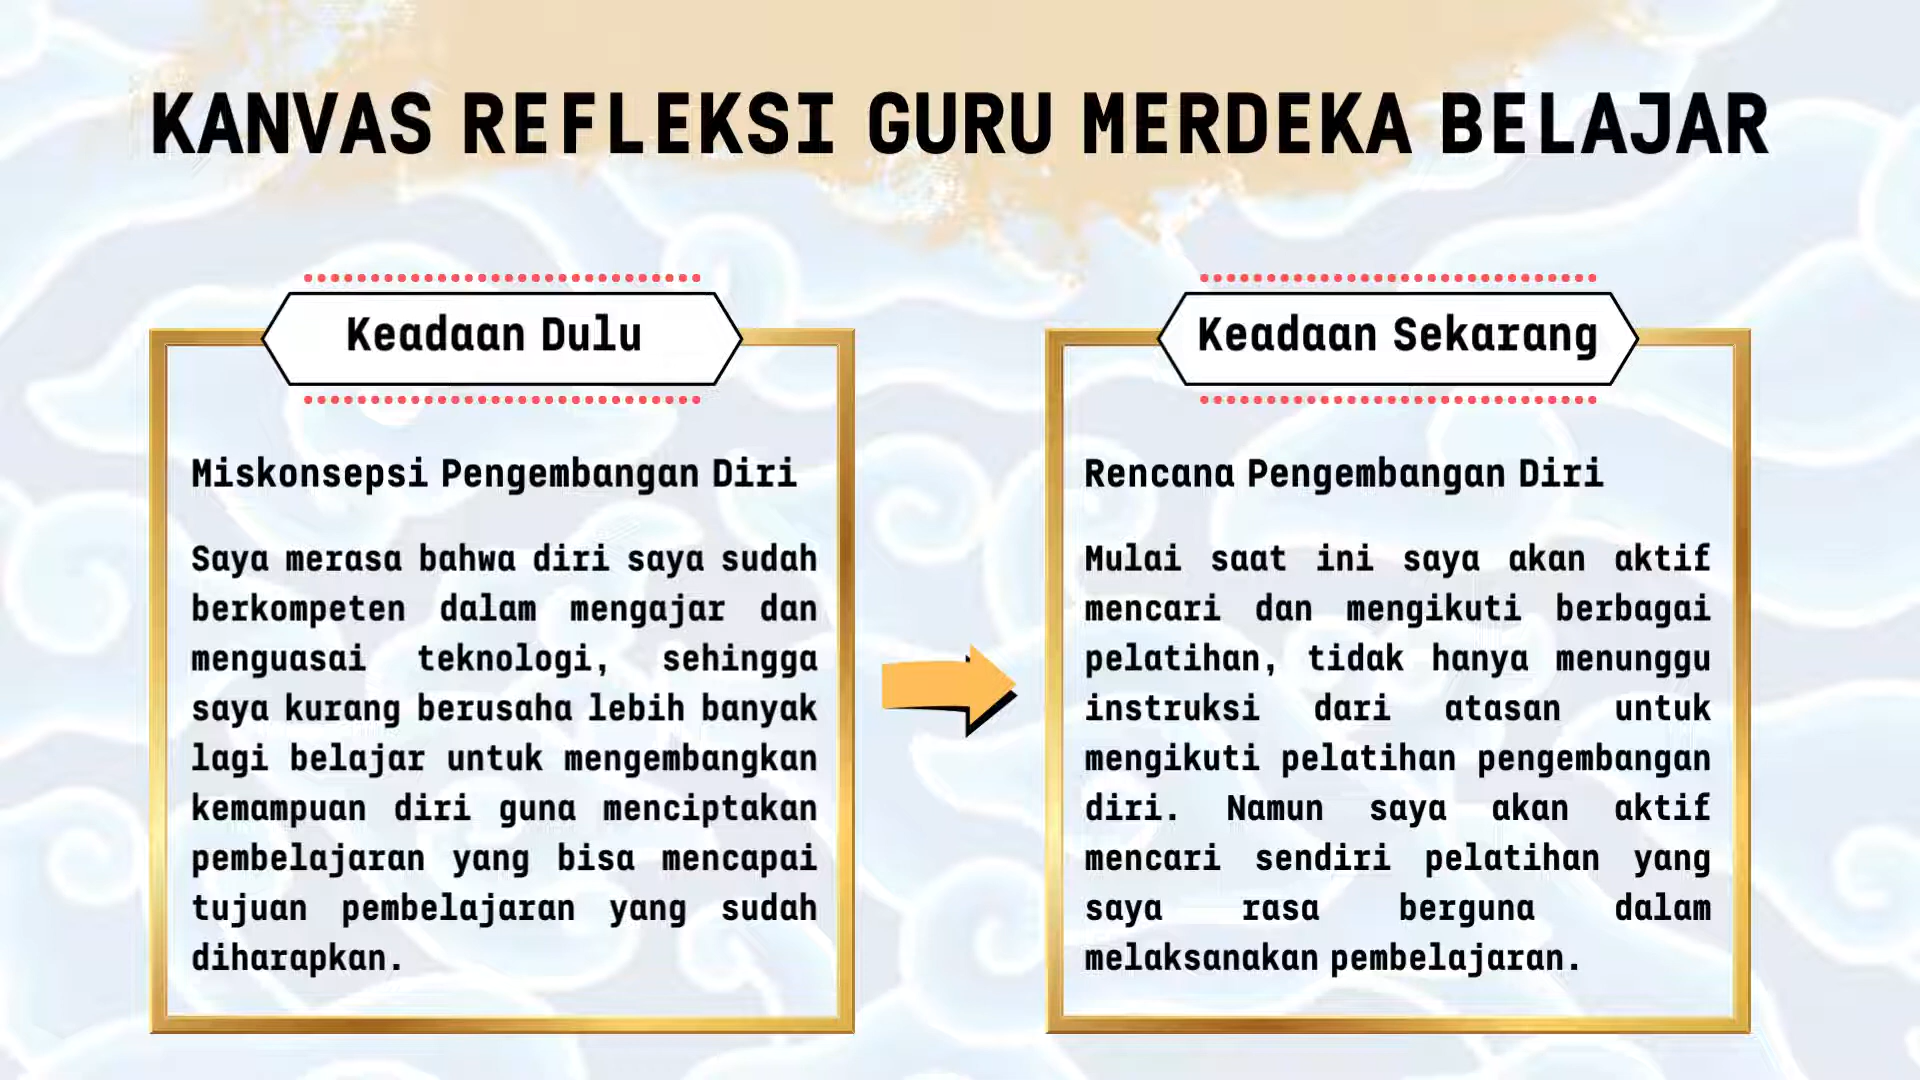 KANVAS REFLEKSI GURU MERDEKA BELAJAR
Keadaan Dulu
Miskonsepsi Pengembangan Diri
Saya merasa bahwa diri saya sudah
berkompeten dalam mengajar dan
menguasai teknologi, sehingga
saya kurang berusaha lebih banyak
lagi belajar untuk mengembangkan
kemampuan diri guna menciptakan
pembelajaran yang bisa mencapai
tujuan pembelajaran yang sudah
diharapkan.
Keadaan Sekarang
Rencana Pengembangan Diri
Mulai saat ini saya akan aktif
mencari dan mengikuti berbagai
pelatihan, tidak hanya menunggu
instruksi dari atasan untuk
mengikuti pelatihan pengembangan
diri. Namun saya akan aktif
mencari sendiri pelatihan yang
saya rasa berguna dalam
melaksanakan pembelajaran.